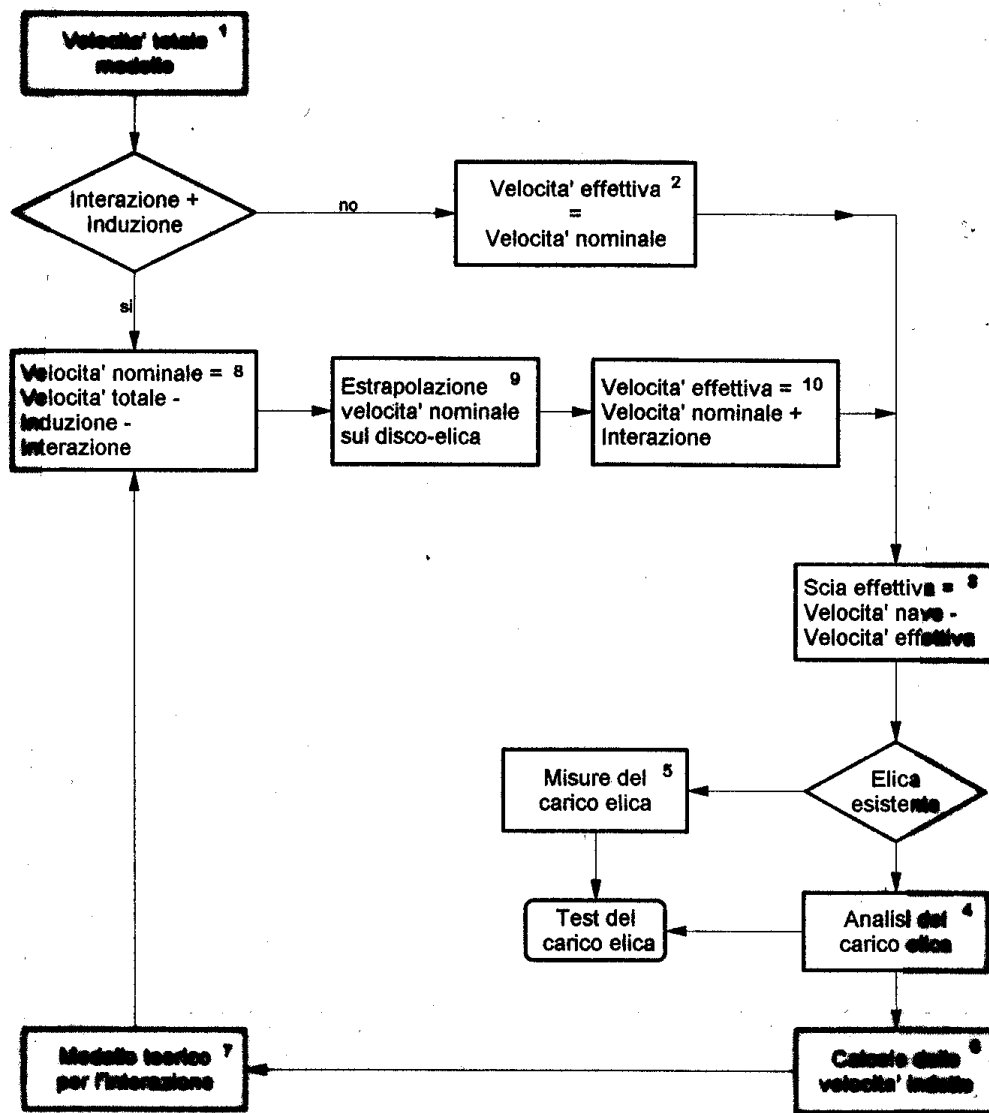 Velocita' totale 1
modello
Interazione +
Induzione
no
Velocita' effettiva 2
=
Velocita' nominale
si
Velocita' nominale = 8
Velocita' totale -
Induzione -
Interazione
Estrapolazione 9
velocita' nominale
sul disco-elica
Velocita' effettiva = 10
Velocita' nominale +
Interazione
Scia effettiva = 3
Velocita' nave -
Velocita' effettiva
Elica
esistente
Misure del 5
carico elica
Test del
carico elica
Analisi del 4
carico elica
Modello teorico 7
per l'interazione
Calcolo delle 6
velocita' indotte